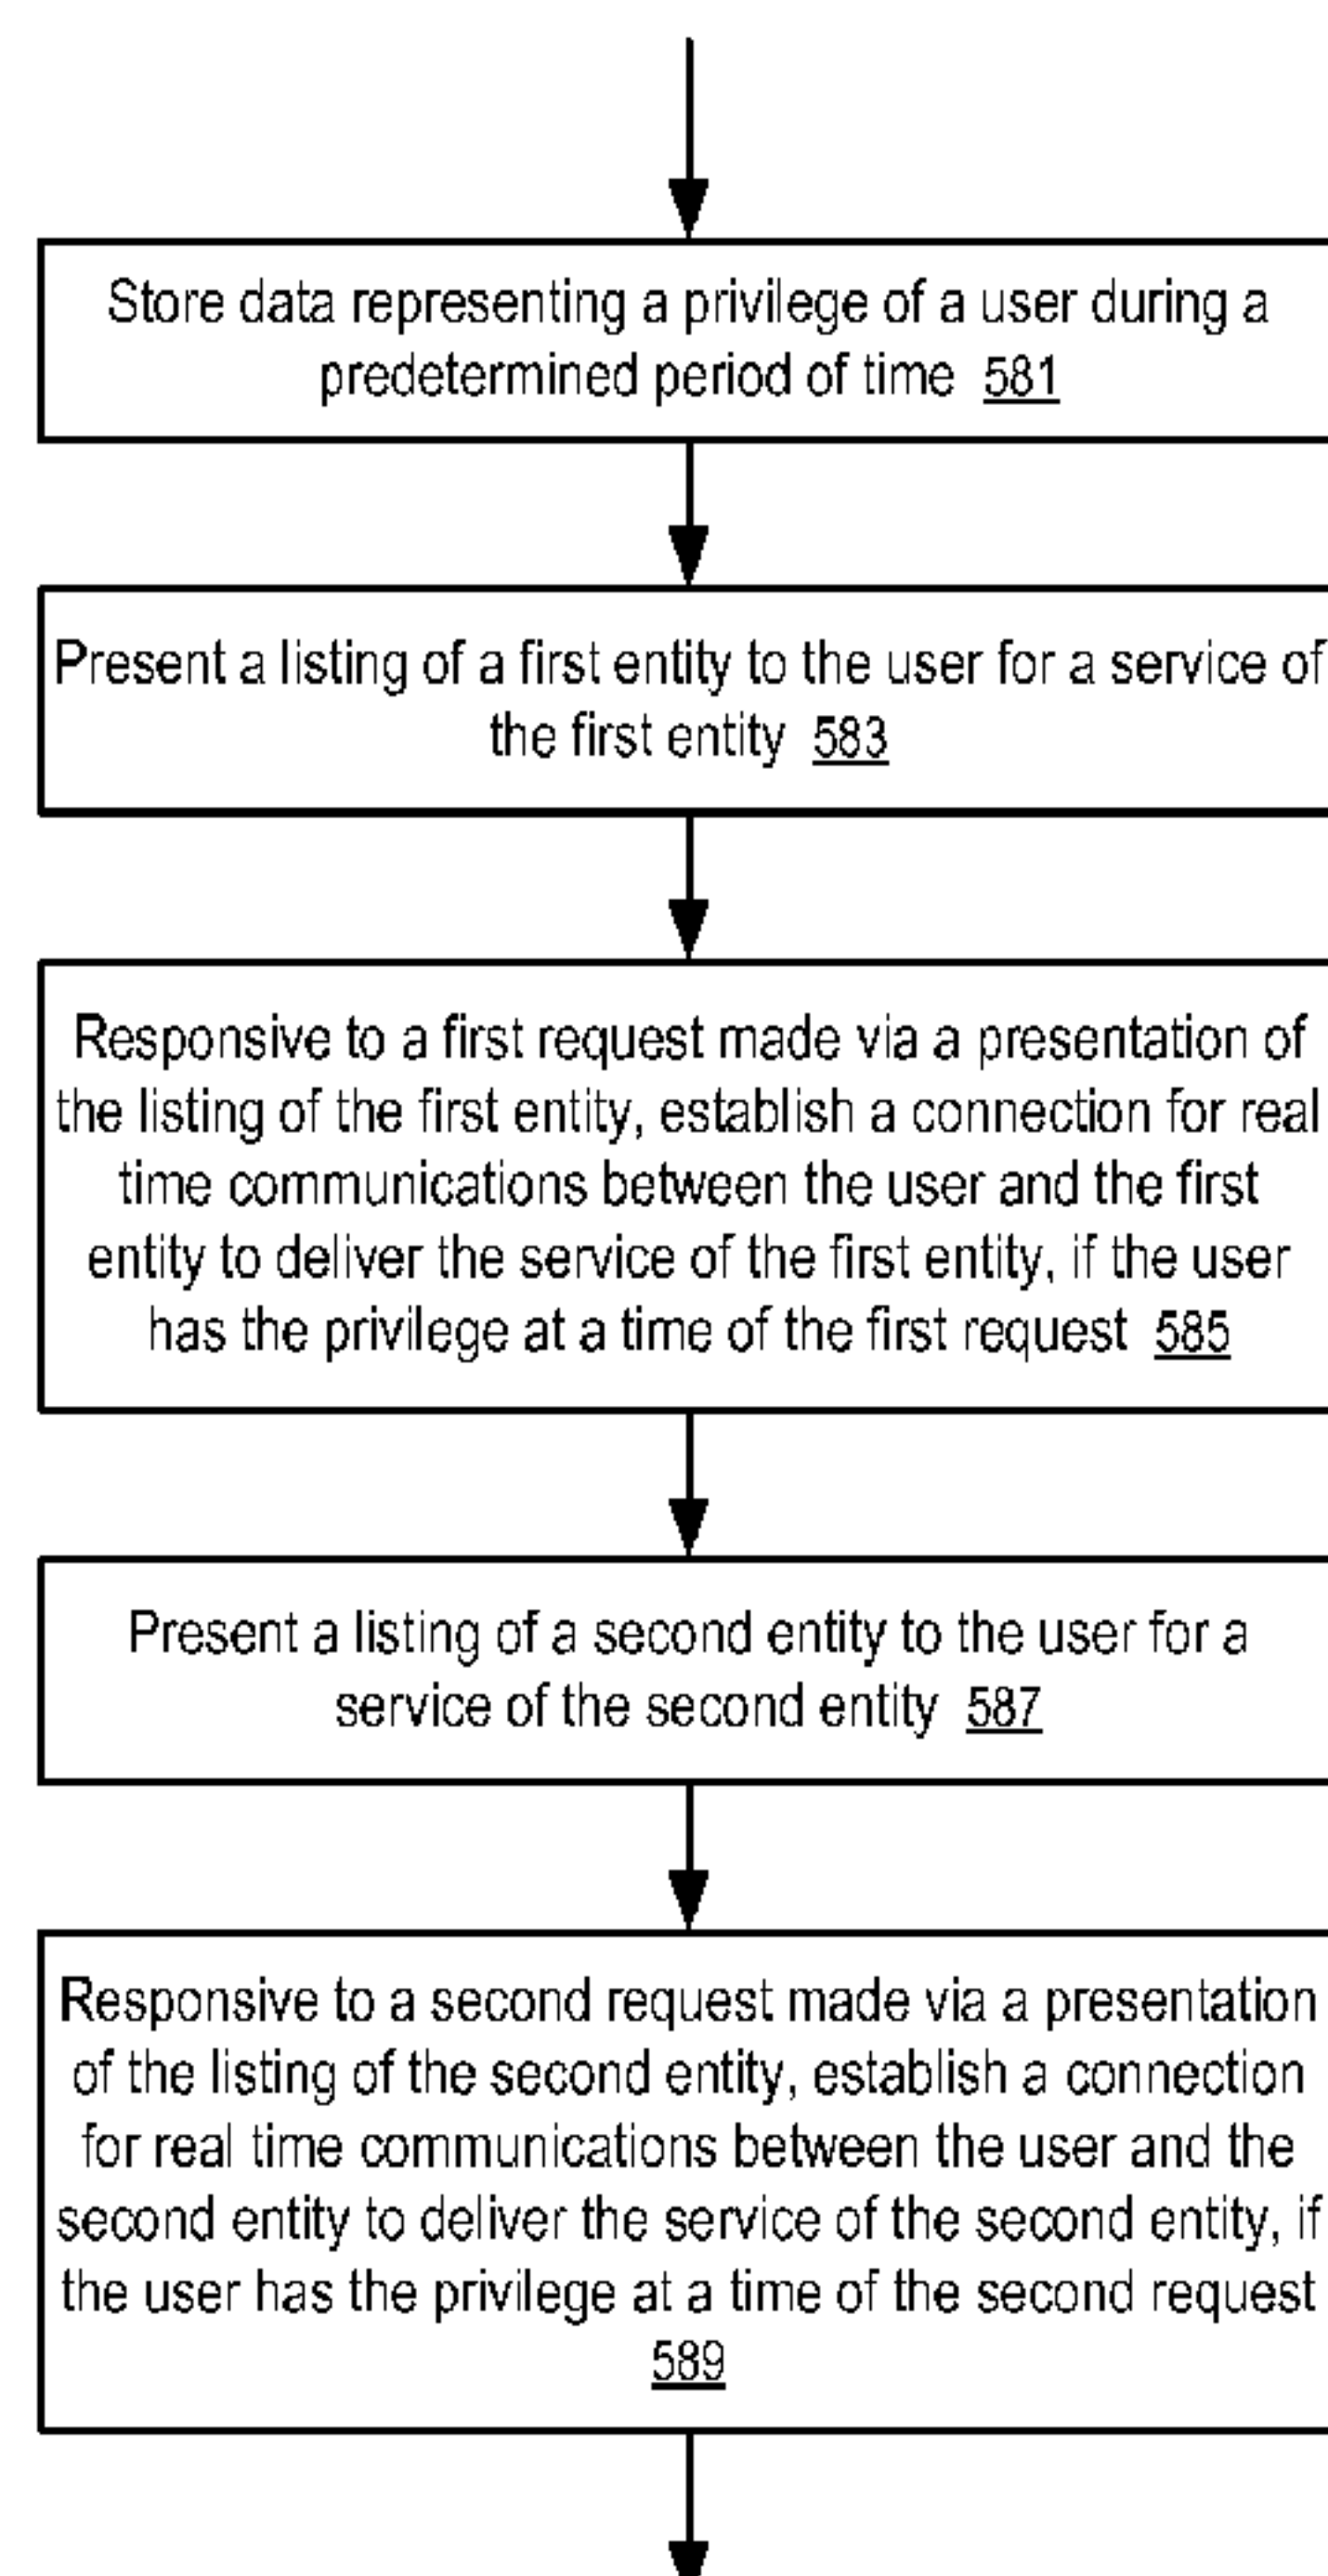 Store data representing a privilege of a user during a
predetermined period of time 581
Present a listing of a first entity to the user for a service of
the first entity 583
Responsive to a first request made via a presentation of
the listing of the first entity, establish a connection for real
time communications between the user and the first
entity to deliver the service of the first entity, if the user
has the privilege at a time of the first request 585
Present a listing of a second entity to the user for a
service of the second entity 587
Responsive to a second request made via a presentation
of the listing of the second entity, establish a connection
for real time communications between the user and the
second entity to deliver the service of the second entity, if
the user has the privilege at a time of the second request
589